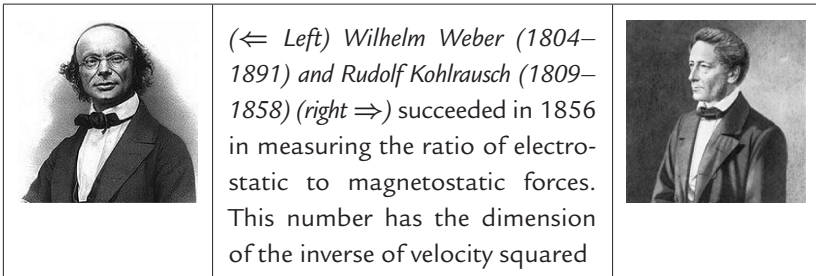 (⇐ Left) Wilhelm Weber (1804–
1891) and Rudolf Kohlrausch (1809–
1858) (right ⇒) succeeded in 1856
in measuring the ratio of electro-
static to magnetostatic forces.
This number has the dimension
of the inverse of velocity squared